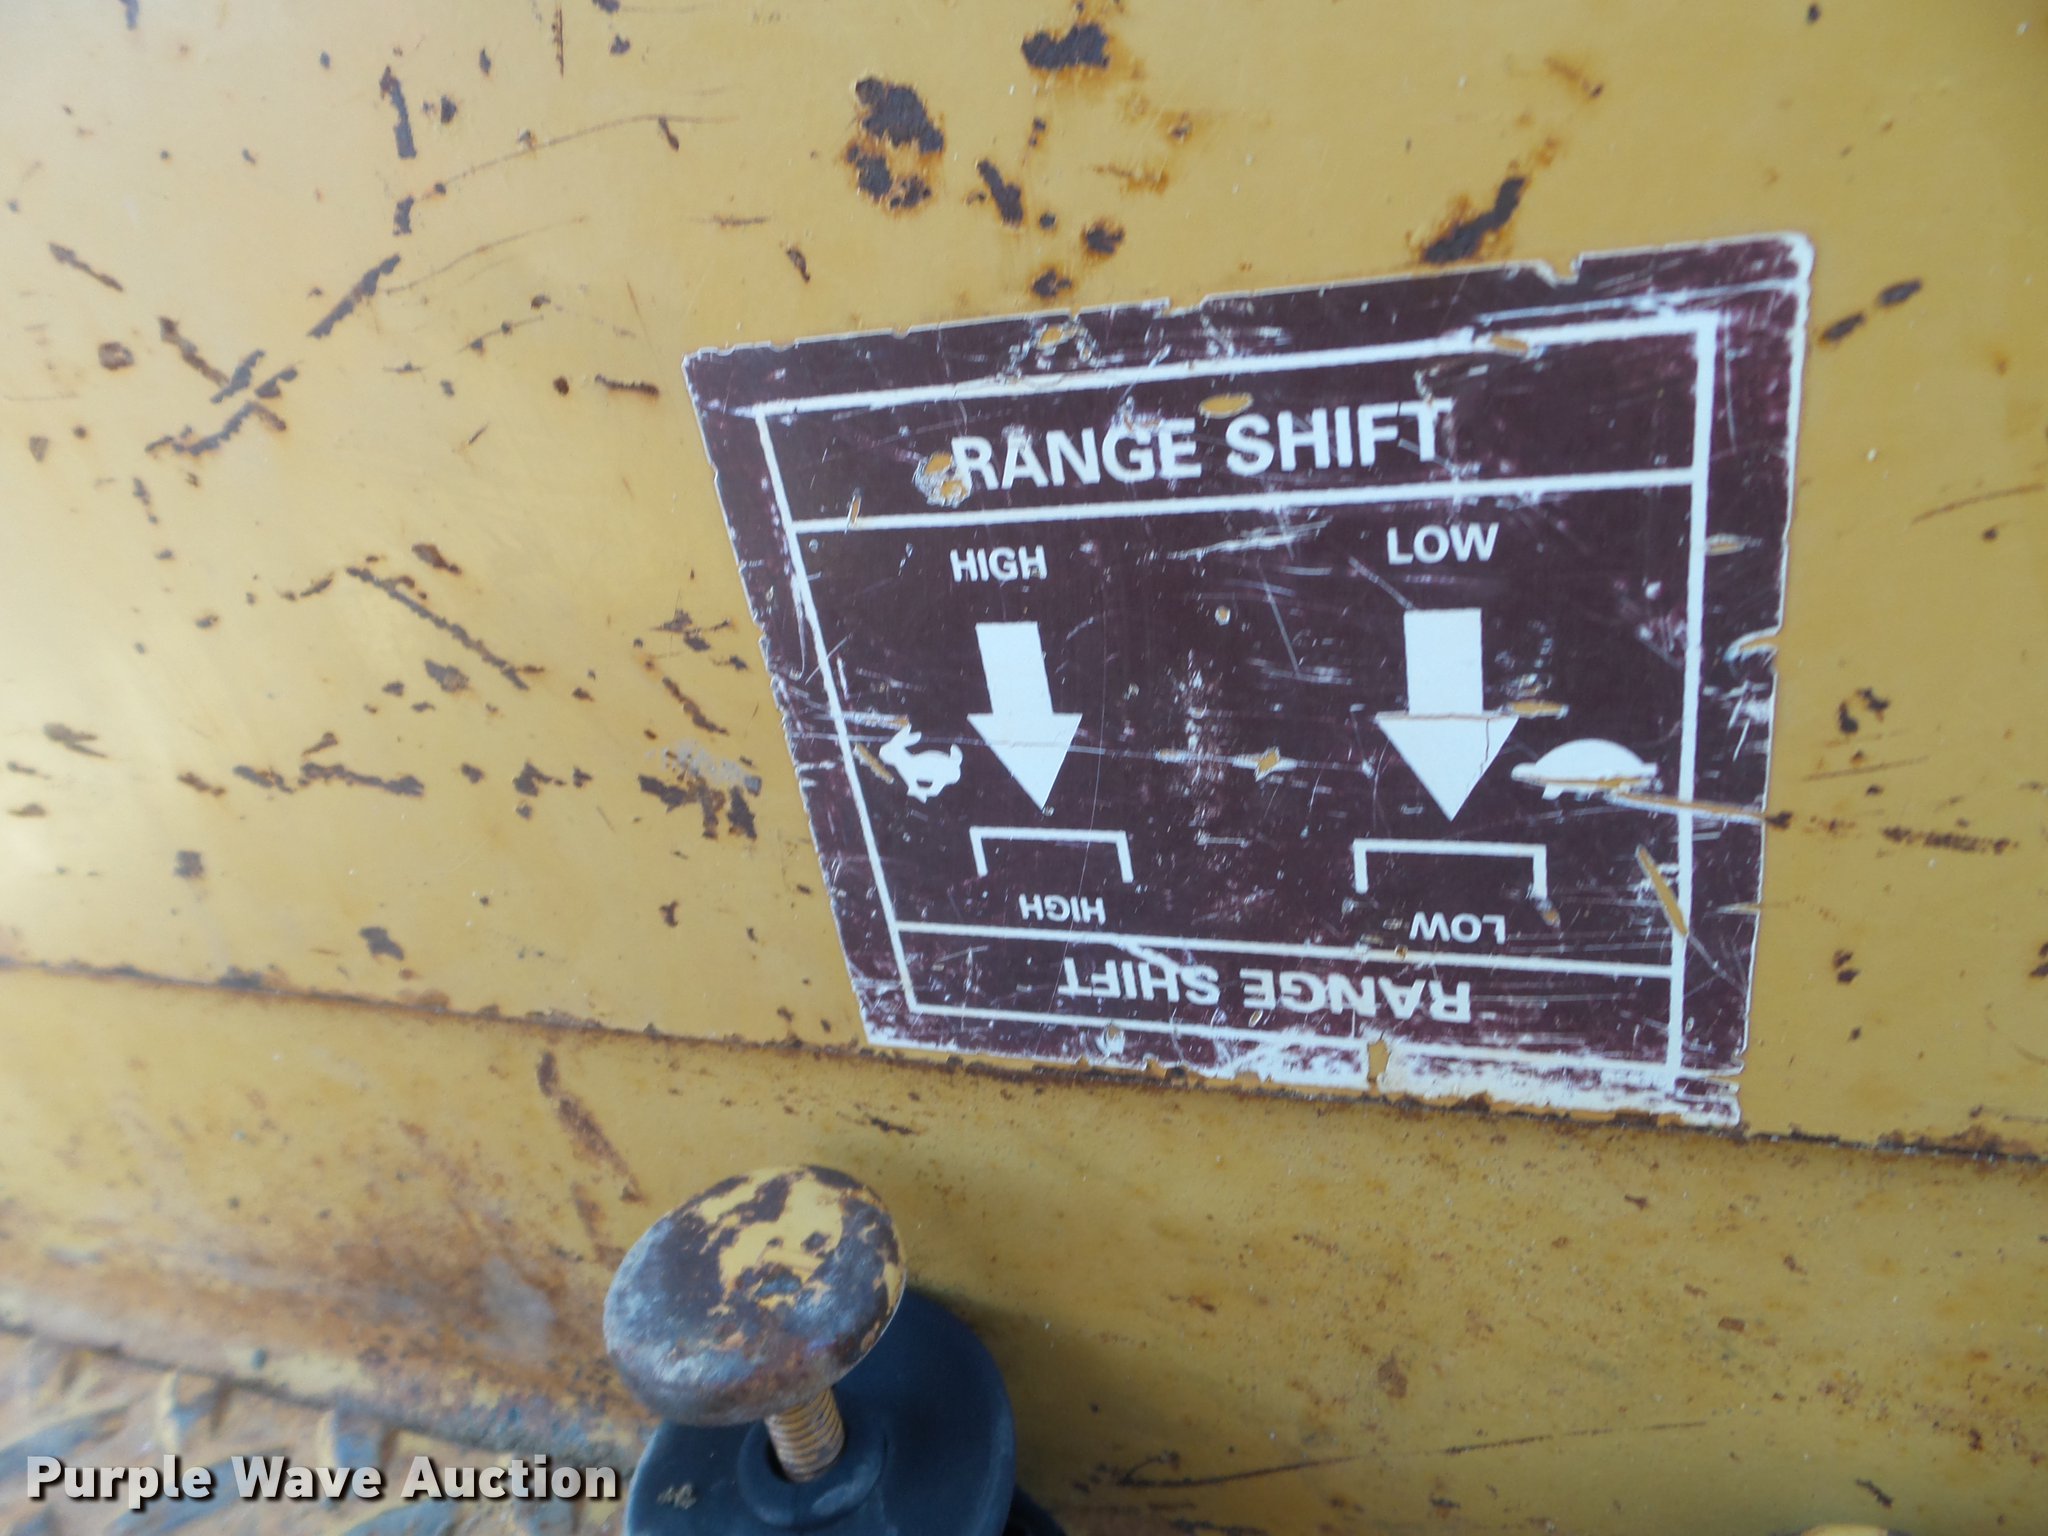 RANGE SHIFT
HIGH LOW
HIGH LOW
RANGE SHIFT
Purple Wave Auction